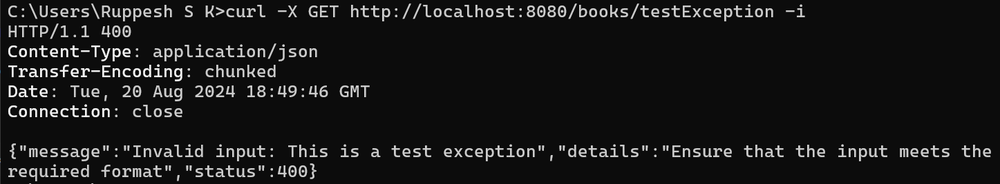 C:\Users\Ruppesh S K>curl -X GET http://localhost:8080/books/testException -i
HTTP/1.1 400
Content-Type: application/json
Transfer-Encoding: chunked
Date: Tue, 20 Aug 2024 18:49:46 GMT
Connection: close
{"message":"Invalid input: This is a test exception","details":"Ensure that the input meets the
required format","status":400}